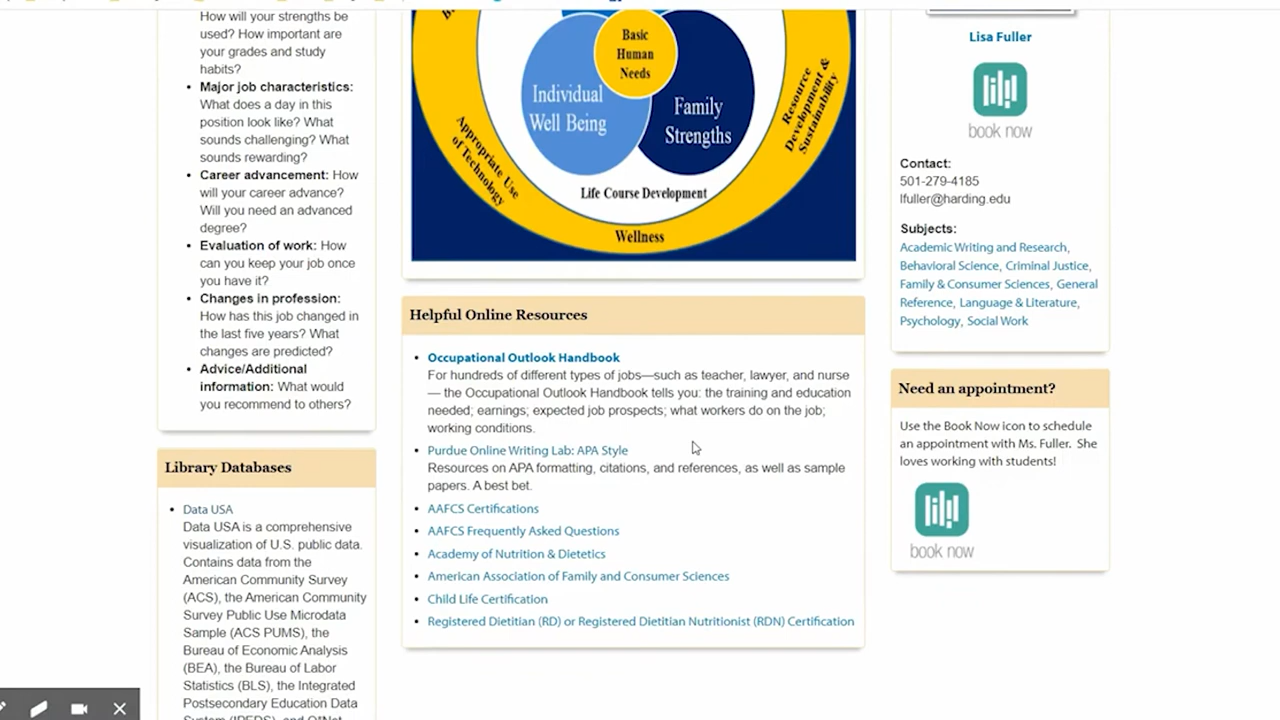 How will your strengths be
used? How important are
your grades and study
habits?
• Major job characteristics:
What does a day in this
position look like? What
sounds challenging? What
sounds rewarding?
• Career advancement: How
will your career advance?
Will you need an advanced
degree?
• Evaluation of work: How
can you keep your job once
you have it?
• Changes in profession:
How has this job changed in
the last five years? What
changes are predicted?
• Advice/Additional
information: What would
you recommend to others?
Library Databases
• Data USA
Data USA is a comprehensive
visualization of U.S. public data.
Contains data from the
American Community Survey
(ACS), the American Community
Survey Public Use Microdata
Sample (ACS PUMS), the
Bureau of Economic Analysis
(BEA), the Bureau of Labor
Statistics (BLS), the Integrated
Postsecondary Education Data
System (IPEDS), and O*Net
Basic
Human
Needs
Individual
Well Being
Family
Strengths
Appropriate Use
of Technology
Resource
Development &
Sustainability
Life Course Development
Wellness
Helpful Online Resources
• Occupational Outlook Handbook
For hundreds of different types of jobs—such as teacher, lawyer, and nurse
— the Occupational Outlook Handbook tells you: the training and education
needed; earnings; expected job prospects; what workers do on the job;
working conditions.
• Purdue Online Writing Lab: APA Style
Resources on APA formatting, citations, and references, as well as sample
papers. A best bet.
• AAFCS Certifications
• AAFCS Frequently Asked Questions
• Academy of Nutrition & Dietetics
• American Association of Family and Consumer Sciences
• Child Life Certification
• Registered Dietitian (RD) or Registered Dietitian Nutritionist (RDN) Certification
Lisa Fuller
book now
Contact:
501-279-4185
lfuller@harding.edu
Subjects:
Academic Writing and Research,
Behavioral Science, Criminal Justice,
Family & Consumer Sciences, General
Reference, Language & Literature,
Psychology, Social Work
Need an appointment?
Use the Book Now icon to schedule
an appointment with Ms. Fuller. She
loves working with students!
book now